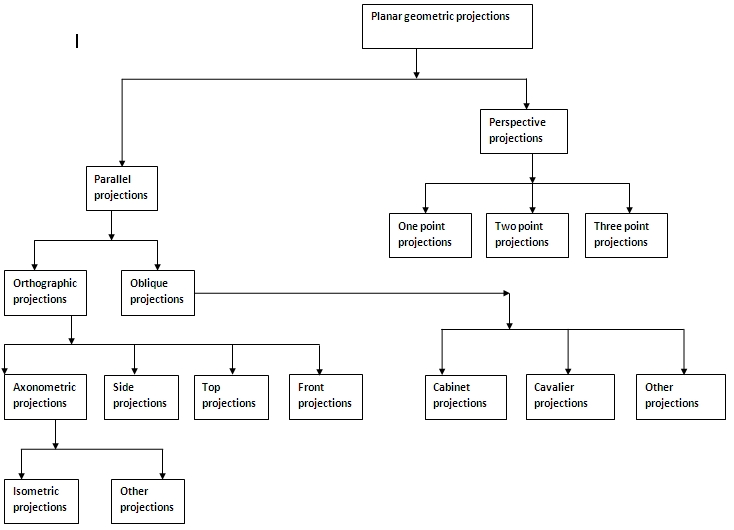 Planar geometric projections
Perspective
projections
Parallel
projections
One point
projections
Two point
projections
Three point
projections
Orthographic
projections
Oblique
projections
Axonometric
projections
Side
projections
Top
projections
Front
projections
Cabinet
projections
Cavalier
projections
Other
projections
Isometric
projections
Other
projections